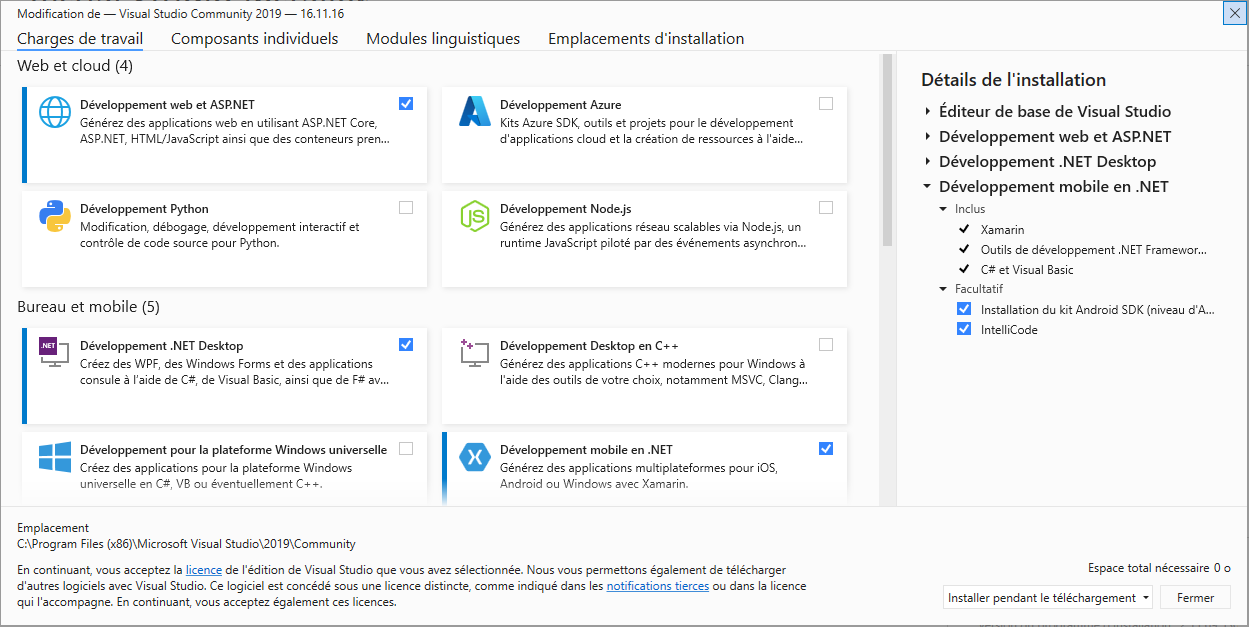 Modification de — Visual Studio Community 2019 — 16.11.16
Charges de travail Composants individuels Modules linguistiques Emplacements d'installation
Web et cloud (4)
Développement web et ASP.NET
Générez des applications web en utilisant ASP.NET Core,
ASP.NET, HTML/JavaScript ainsi que des conteneurs pren...
Développement Azure
Kits Azure SDK, outils et projets pour le développement
d'applications cloud et la création de ressources à l'aide...
Développement Python
Modification, débogage, développement interactif et
contrôle de code source pour Python.
JS
Développement Node.js
Générez des applications réseau scalables via Node.js, un
runtime JavaScript piloté par des événements asynchron...
Bureau et mobile (5)
.NET
Développement .NET Desktop
Créez des WPF, des Windows Forms et des applications
console à l'aide de C#, de Visual Basic, ainsi que de F# av...
Développement Desktop en C++
Générez des applications C++ modernes pour Windows à
l'aide des outils de votre choix, notamment MSVC, Clang...
Développement pour la plateforme Windows universelle
Créez des applications pour la plateforme Windows
universelle en C#, VB ou éventuellement C++.
Développement mobile en .NET
Générez des applications multiplateformes pour iOS,
Android ou Windows avec Xamarin.
Détails de l'installation
Éditeur de base de Visual Studio
Développement web et ASP.NET
Développement .NET Desktop
Développement mobile en .NET
Inclus
Xamarin
Outils de développement .NET Framewor...
C# et Visual Basic
Facultatif
Installation du kit Android SDK (niveau d'A...
IntelliCode
Emplacement
C:\Program Files (x86)\Microsoft Visual Studio\2019\Community
En continuant, vous acceptez la licence de l'édition de Visual Studio que vous avez sélectionnée. Nous vous permettons également de télécharger
d'autres logiciels avec Visual Studio. Ce logiciel est concédé sous une licence distincte, comme indiqué dans les notifications tierces ou dans la licence
qui l'accompagne. En continuant, vous acceptez également ces licences.
Espace total nécessaire 0 o
Installer pendant le téléchargement
Fermer